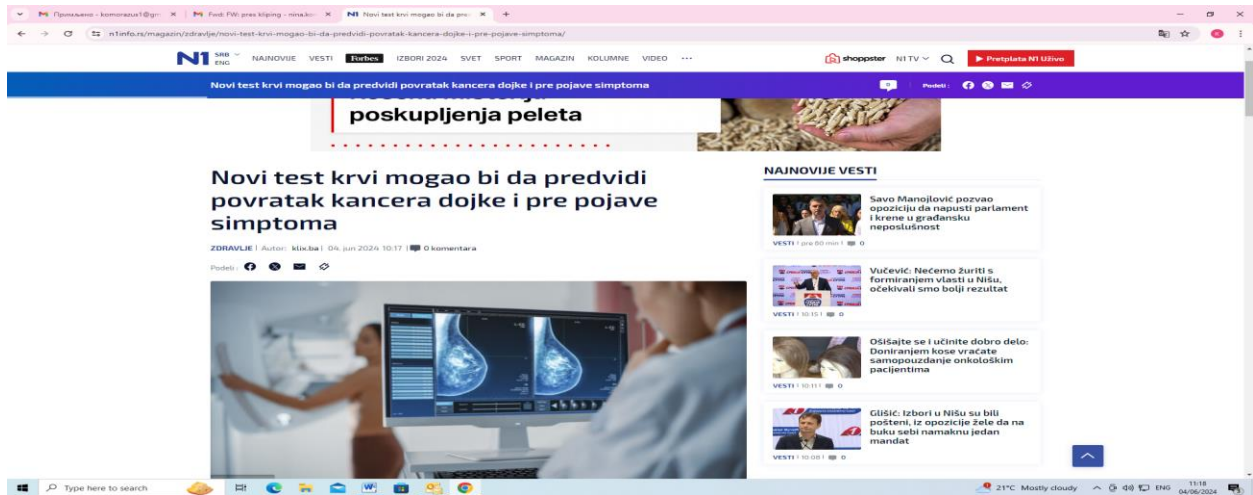 Примљено - komorazus1@gm
Fwd: FW: pres kliping - nina.ko
N1 Novi test krvi mogao bi da pre
n1info.rs/magazin/zdravlje/novi-test-krvi-mogao-bi-da-predvidi-povratak-kancera-dojke-i-pre-pojave-simptoma/
N1 SRB ENG NAJNOVIJE VESTI Forbes IZBORI 2024 SVET SPORT MAGAZIN KOLUMNE VIDEO ... shoppster N1 TV Pretplata N1 Uživo
Novi test krvi mogao bi da predvidi povratak kancera dojke i pre pojave simptoma 0 Podeli:
poskupljenja peleta
Novi test krvi mogao bi da predvidi
povratak kancera dojke i pre pojave
simptoma
ZDRAVLJE | Autor: klix.ba | 04. jun 2024 10:17 | 0 komentara
Podeli:
NAJNOVIJE VESTI
Savo Manojlović pozvao
opoziciju da napusti parlament
i krene u građansku
neposlušnost
VESTI | pre 60 min | 0
Vučević: Nećemo žuriti s
formiranjem vlasti u Nišu,
očekivali smo bolji rezultat
VESTI | 10:15 | 0
Ošišajte se i učinite dobro delo:
Doniranjem kose vraćate
samopouzdanje onkološkim
pacijentima
VESTI | 10:11 | 0
Glišić: Izbori u Nišu su bili
pošteni, iz opozicije žele da na
buku sebi namaknu jedan
mandat
VESTI | 10:08 | 0
Type here to search
21°C Mostly cloudy ENG 11:18
04/06/2024